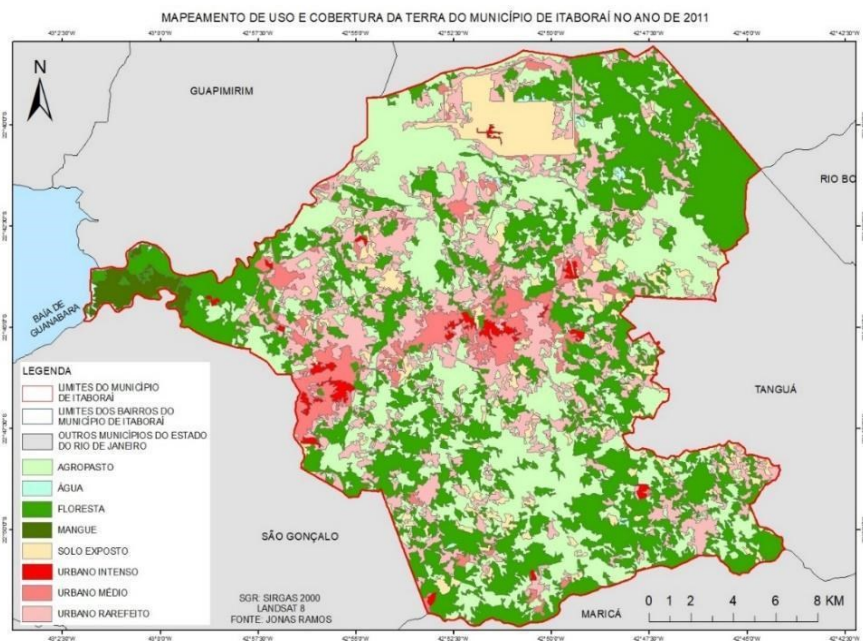 MAPEAMENTO DE USO E COBERTURA DA TERRA DO MUNICÍPIO DE ITABORAÍ NO ANO DE 2011
N
GUAPIMIRIM
RIO BO
BAÍA DE
GUANABARA
TANGUÁ
SÃO GONÇALO
MARICÁ
LEGENDA
LIMITES DO MUNICÍPIO
DE ITABORAÍ
LIMITES DOS BAIRROS DO
MUNICÍPIO DE ITABORAÍ
OUTROS MUNICÍPIOS DO ESTADO
DO RIO DE JANEIRO
AGROPASTO
ÁGUA
FLORESTA
MANGUE
SOLO EXPOSTO
URBANO INTENSO
URBANO MÉDIO
URBANO RAREFEITO
SGR: SIRGAS 2000
LANDSAT 8
FONTE: JONAS RAMOS
0 1 2 4 6 8 KM